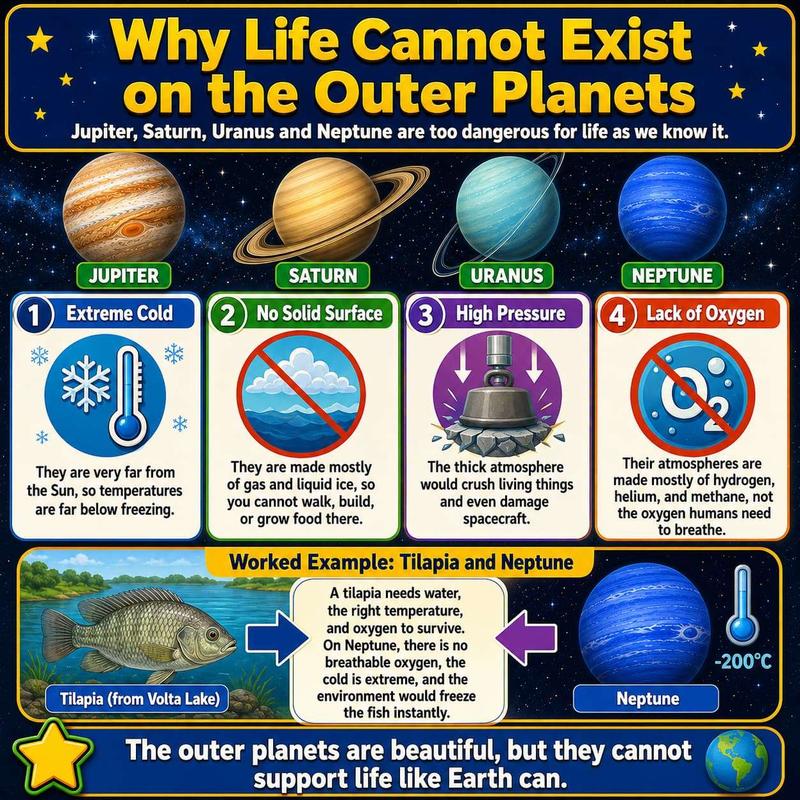 Why Life Cannot Exist
on the Outer Planets
Jupiter, Saturn, Uranus and Neptune are too dangerous for life as we know it.
JUPITER
SATURN
URANUS
NEPTUNE
1 Extreme Cold
They are very far from
the Sun, so temperatures
are far below freezing.
2 No Solid Surface
They are made mostly
of gas and liquid ice, so
you cannot walk, build,
or grow food there.
3 High Pressure
The thick atmosphere
would crush living things
and even damage
spacecraft.
4 Lack of Oxygen
O2
Their atmospheres are
made mostly of hydrogen,
helium, and methane, not
the oxygen humans need
to breathe.
Worked Example: Tilapia and Neptune
Tilapia (from Volta Lake)
A tilapia needs water,
the right temperature,
and oxygen to survive.
On Neptune, there is no
breathable oxygen, the
cold is extreme, and the
environment would freeze
the fish instantly.
-200°C
Neptune
The outer planets are beautiful, but they cannot
support life like Earth can.